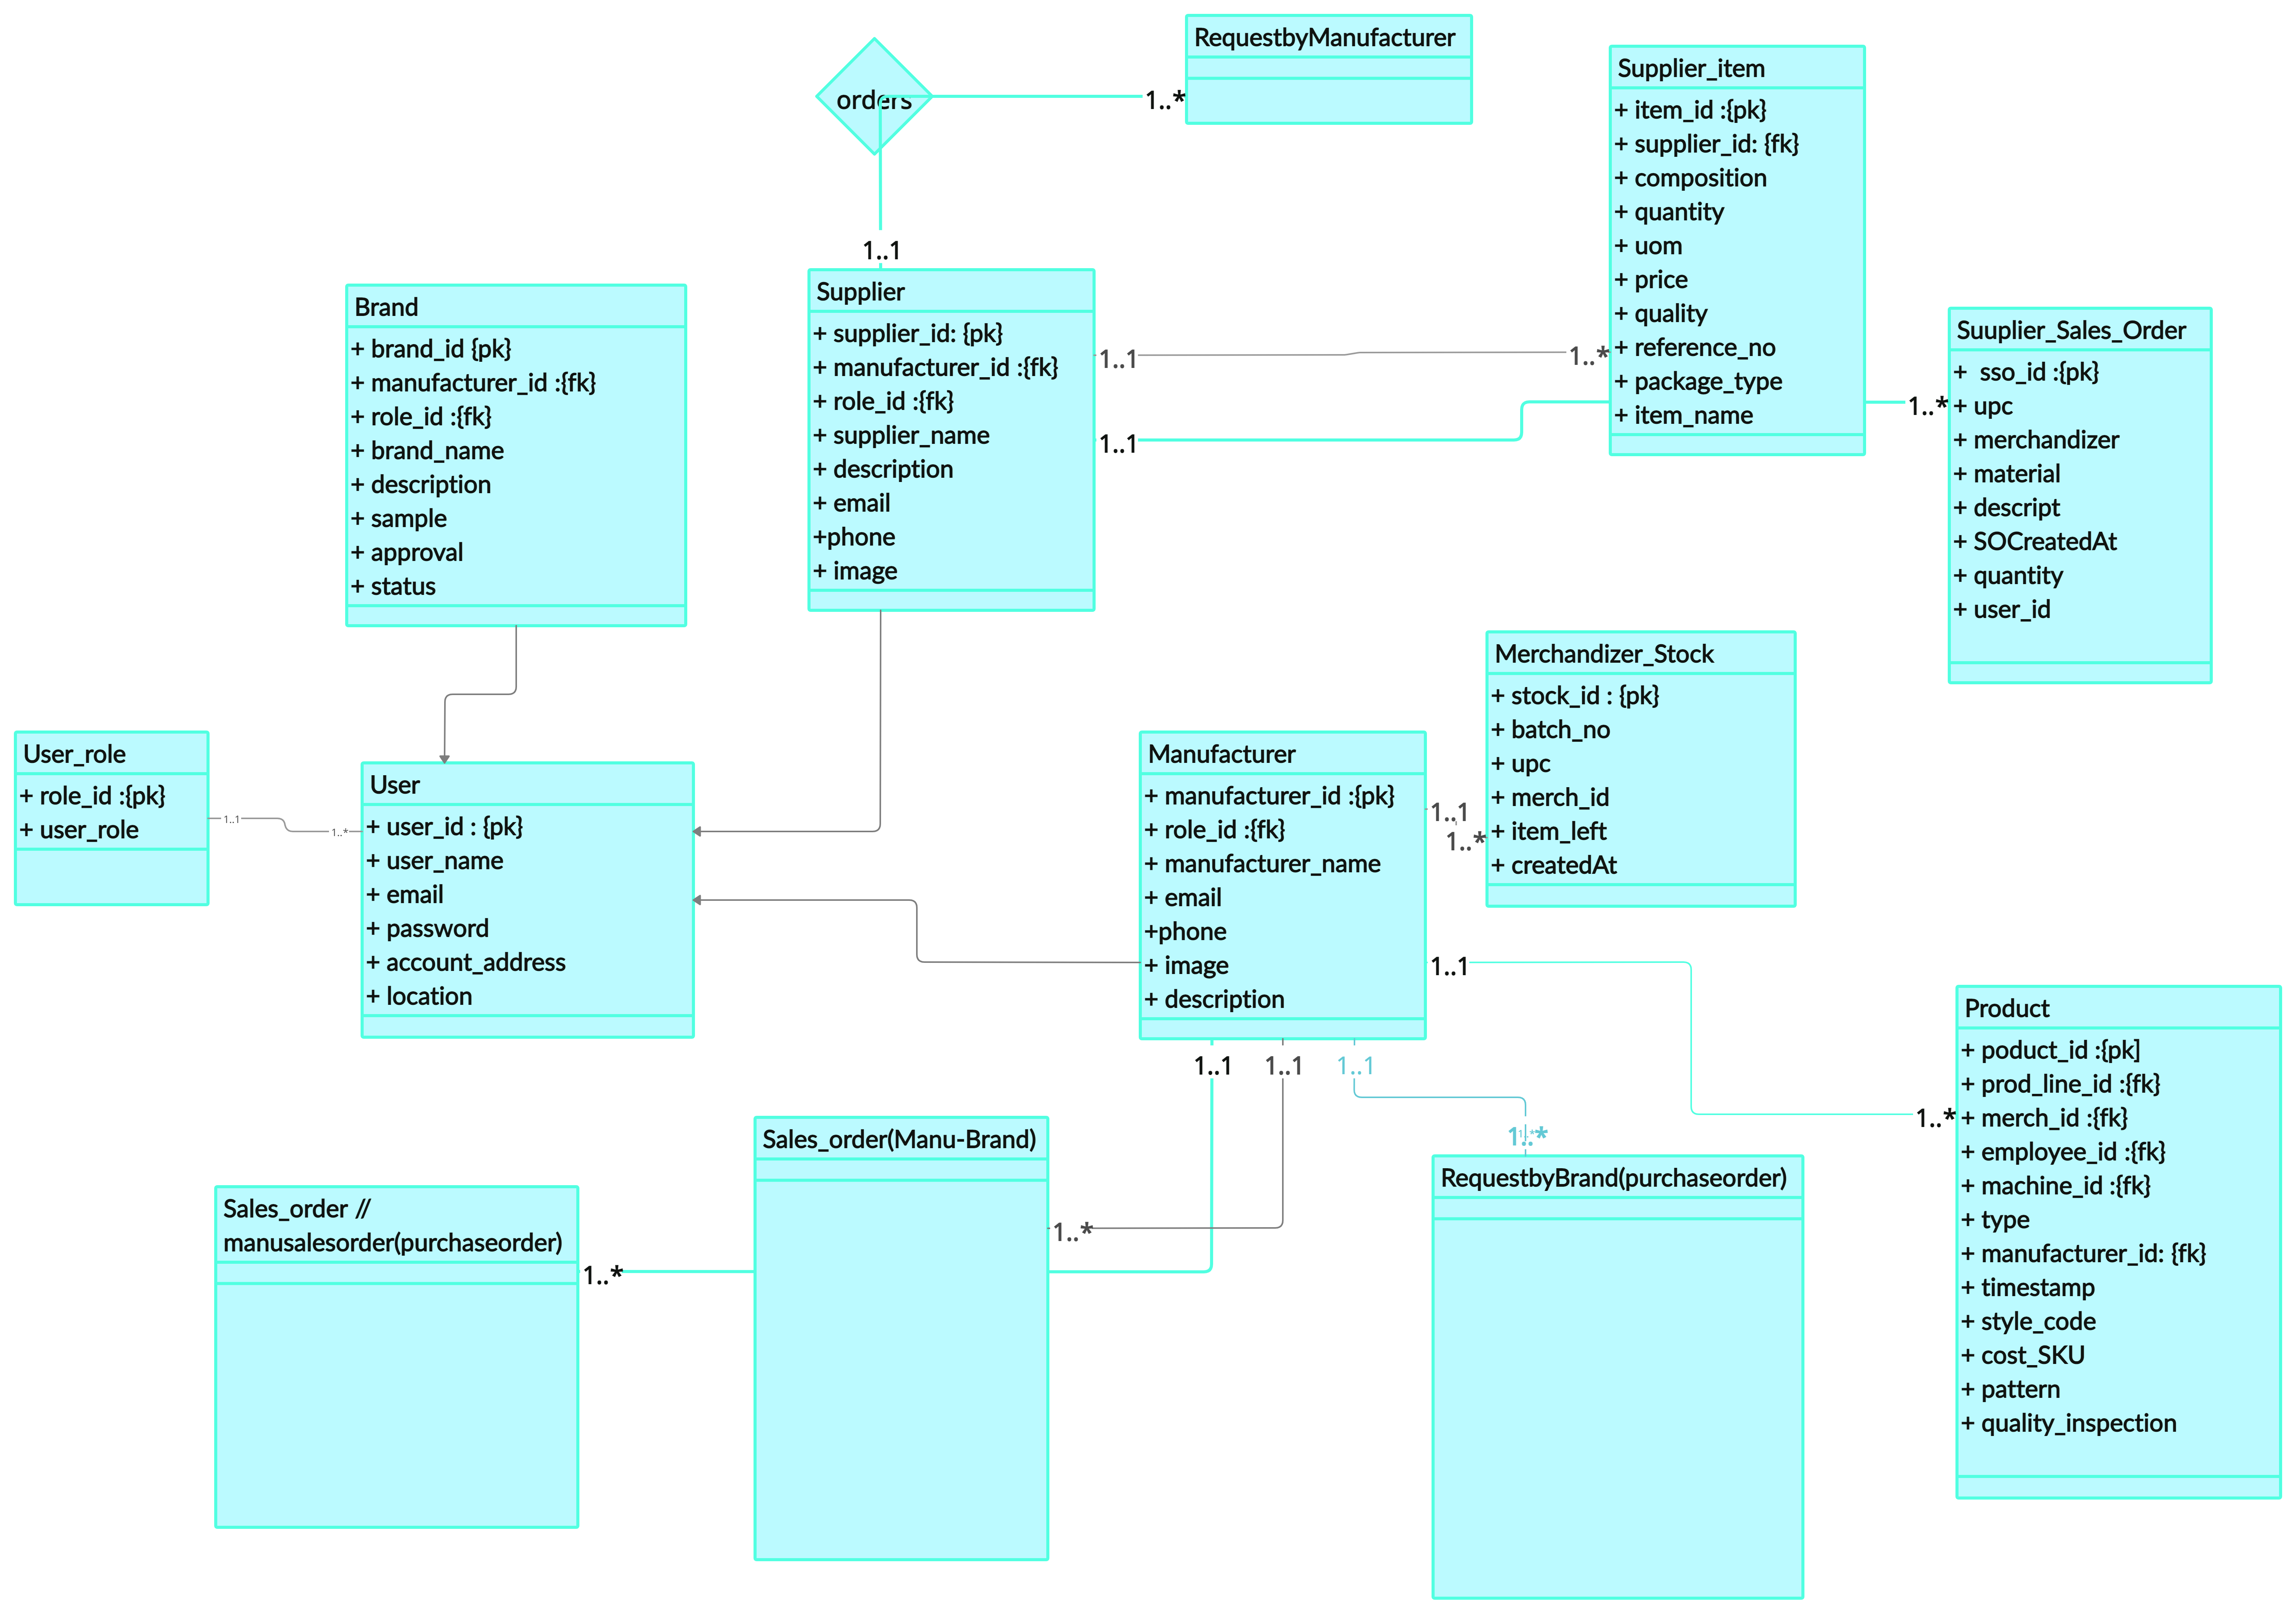 RequestbyManufacturer
orders
1..*
1..1
Supplier_item
+ item_id :{pk}
+ supplier_id: {fk}
+ composition
+ quantity
+ uom
+ price
+ quality
+ reference_no
+ package_type
+ item_name
Brand
+ brand_id {pk}
+ manufacturer_id :{fk}
+ role_id :{fk}
+ brand_name
+ description
+ sample
+ approval
+ status
Supplier
+ supplier_id: {pk}
+ manufacturer_id :{fk}
+ role_id :{fk}
+ supplier_name
+ description
+ email
+phone
+ image
1..1
1..*
1..1
1..*
Suuplier_Sales_Order
+ sso_id :{pk}
+ upc
+ merchandizer
+ material
+ descript
+ SOCreatedAt
+ quantity
+ user_id
Merchandizer_Stock
+ stock_id : {pk}
+ batch_no
+ upc
+ merch_id
+ item_left
+ createdAt
User_role
+ role_id :{pk}
+ user_role
1..1
1..*
User
+ user_id : {pk}
+ user_name
+ email
+ password
+ account_address
+ location
Manufacturer
+ manufacturer_id :{pk}
+ role_id :{fk}
+ manufacturer_name
+ email
+phone
+ image
+ description
1..1
1..*
1..1
1..*
1..1
1..1
1..1
1..*
1..*
Product
+ poduct_id :{pk]
+ prod_line_id :{fk}
+ merch_id :{fk}
+ employee_id :{fk}
+ machine_id :{fk}
+ type
+ manufacturer_id: {fk}
+ timestamp
+ style_code
+ cost_SKU
+ pattern
+ quality_inspection
Sales_order(Manu-Brand)
1..*
RequestbyBrand(purchaseorder)
Sales_order //
manusalesorder(purchaseorder)
1..*